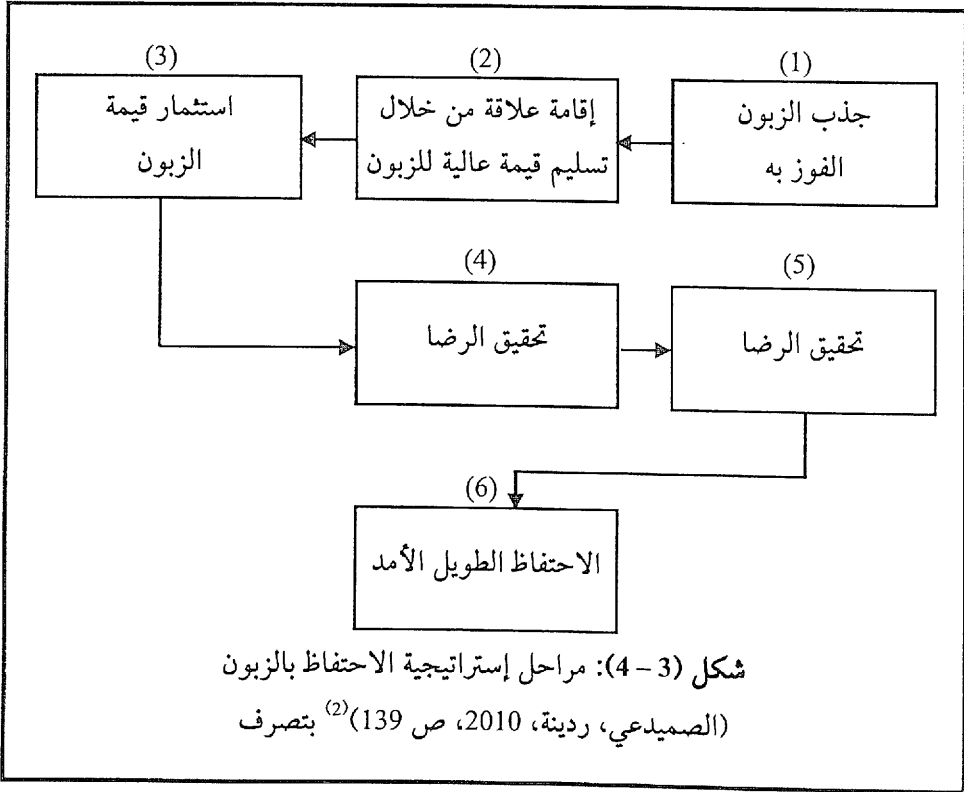 (1)
جذب الزبون
الفوز به
(2)
إقامة علاقة من خلال
تسليم قيمة عالية للزبون
(3)
استثمار قيمة
الزبون
(4)
تحقيق الرضا
(5)
تحقيق الرضا
(6)
الاحتفاظ الطويل الأمد
شكل (3 – 4): مراحل إستراتيجية الاحتفاظ بالزبون
(الصميدعي، ردينة، 2010، ص 139)(2) بتصرف